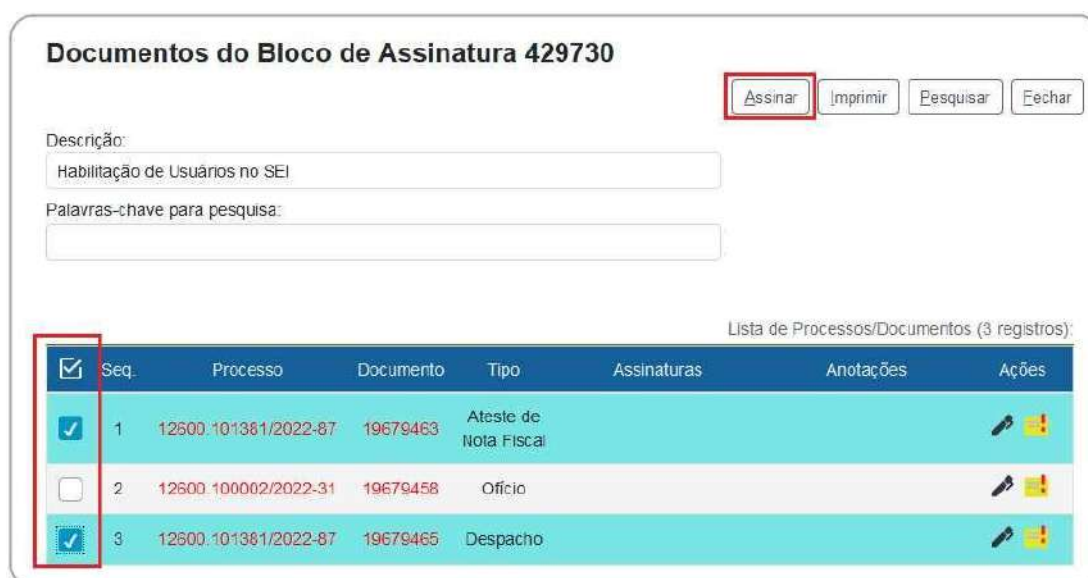 Documentos do Bloco de Assinatura 429730
Assinar Imprimir Pesquisar Fechar
Descrição:
Habilitação de Usuários no SEI
Palavras-chave para pesquisa:
Lista de Processos/Documentos (3 registros):
Seq. Processo Documento Tipo Assinaturas Anotações Ações
1 12600.101381/2022-87 19679463 Ateste de
Nota Fiscal
2 12600.100002/2022-31 19679458 Ofício
3 12600.101381/2022-87 19679465 Despacho